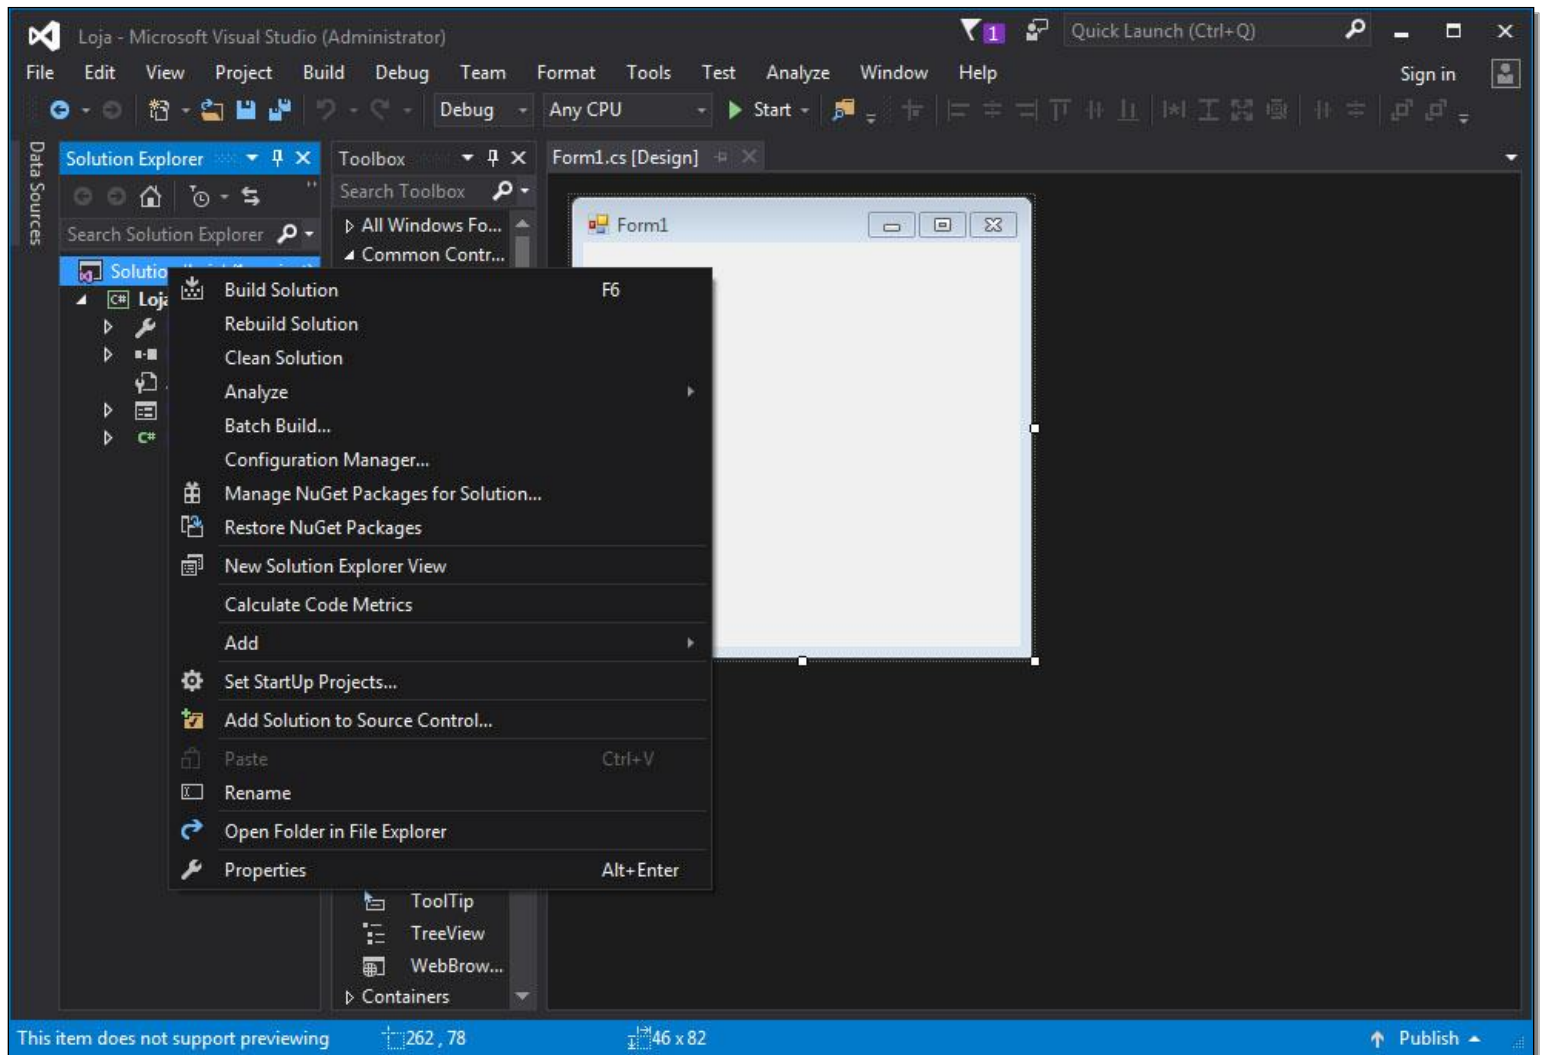 Loja - Microsoft Visual Studio (Administrator)
1
Quick Launch (Ctrl+Q)
File Edit View Project Build Debug Team Format Tools Test Analyze Window Help
Sign in
Debug
Any CPU
Start
Data Sources
Solution Explorer
Search Solution Explorer
C# Loja
C#
Toolbox
Search Toolbox
All Windows Fo...
Common Contr...
Form1.cs [Design]
Form1
Build Solution F6
Rebuild Solution
Clean Solution
Analyze
Batch Build...
Configuration Manager...
Manage NuGet Packages for Solution...
Restore NuGet Packages
New Solution Explorer View
Calculate Code Metrics
Add
Set StartUp Projects...
Add Solution to Source Control...
Paste Ctrl+V
Rename
Open Folder in File Explorer
Properties Alt+Enter
ToolTip
TreeView
WebBrow...
Containers
This item does not support previewing
262 , 78
46 x 82
Publish